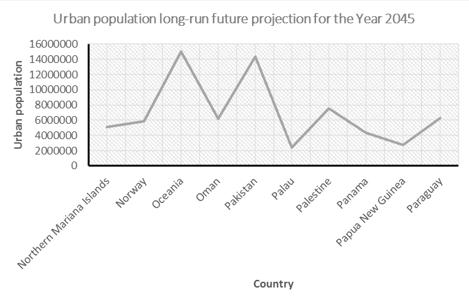 Urban population long-run future projection for the Year 2045
Urban population
16000000
14000000
12000000
10000000
8000000
6000000
4000000
2000000
0
Northern Mariana Islands
Norway
Oceania
Oman
Pakistan
Palau
Palestine
Panama
Papua New Guinea
Paraguay
Country